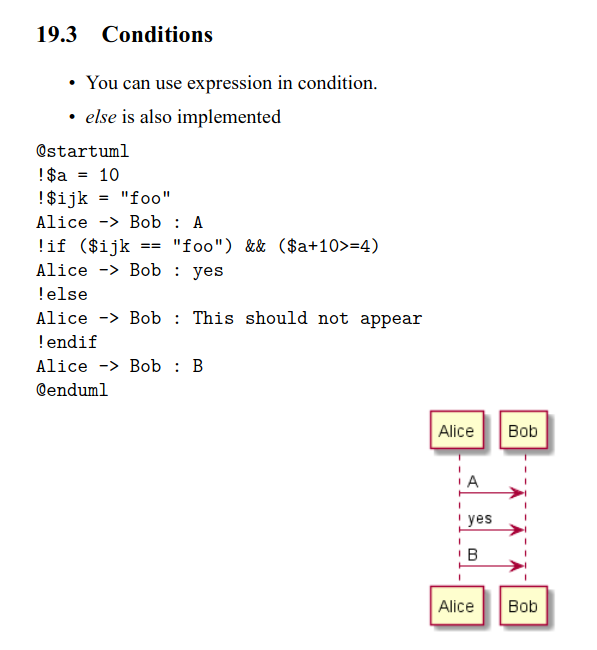 19.3 Conditions
• You can use expression in condition.
• else is also implemented
@startuml
!$a = 10
!$ijk = "foo"
Alice -> Bob : A
!if ($ijk == "foo") && ($a+10>=4)
Alice -> Bob : yes
!else
Alice -> Bob : This should not appear
!endif
Alice -> Bob : B
@enduml
Alice Bob
A
yes
B
Alice Bob